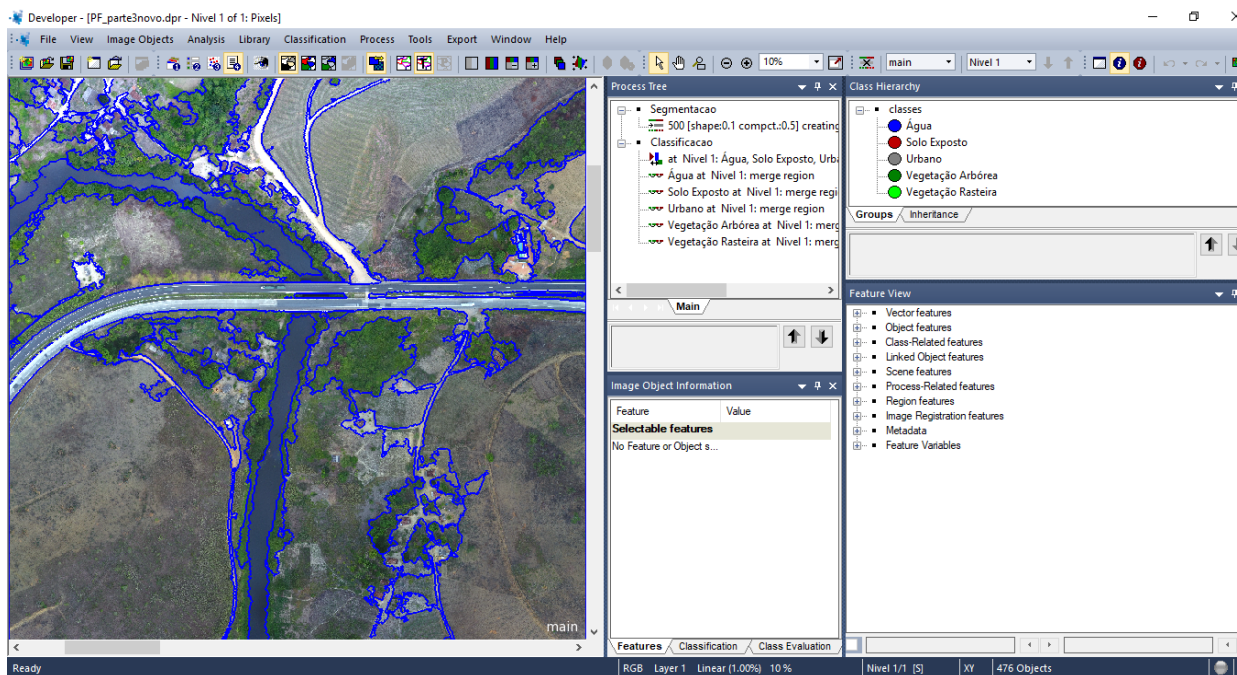 Developer - [PF_parte3novo.dpr - Nivel 1 of 1: Pixels]
File View Image Objects Analysis Library Classification Process Tools Export Window Help
10% main Nivel 1
Process Tree
Segmentacao
500 [shape:0.1 compct.:0.5] creating
Classificacao
at Nivel 1: Água, Solo Exposto, Urba
Água at Nivel 1: merge region
Solo Exposto at Nivel 1: merge regi
Urbano at Nivel 1: merge region
Vegetação Arbórea at Nivel 1: merg
Vegetação Rasteira at Nivel 1: merg
Main
Image Object Information
Feature Value
Selectable features
No Feature or Object s...
Features Classification Class Evaluation
Class Hierarchy
classes
Água
Solo Exposto
Urbano
Vegetação Arbórea
Vegetação Rasteira
Groups Inheritance
Feature View
Vector features
Object features
Class-Related features
Linked Object features
Scene features
Process-Related features
Region features
Image Registration features
Metadata
Feature Variables
main
Ready RGB Layer 1 Linear (1.00%) 10 % Nivel 1/1 [S] XY 476 Objects